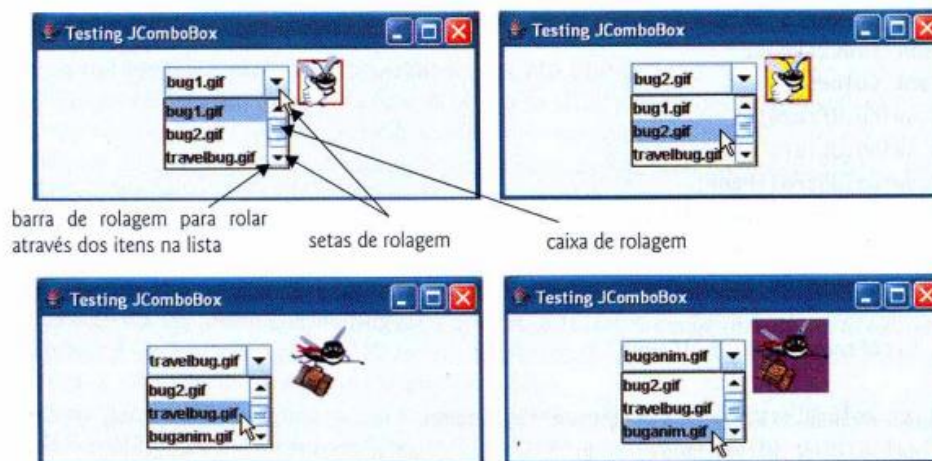 Testing JComboBox
bug1.gif
bug1.gif
bug2.gif
travelbug.gif
Testing JComboBox
bug2.gif
bug1.gif
bug2.gif
travelbug.gif
barra de rolagem para rolar
através dos itens na lista
setas de rolagem
caixa de rolagem
Testing JComboBox
travelbug.gif
bug2.gif
travelbug.gif
buganim.gif
Testing JComboBox
buganim.gif
bug2.gif
travelbug.gif
buganim.gif